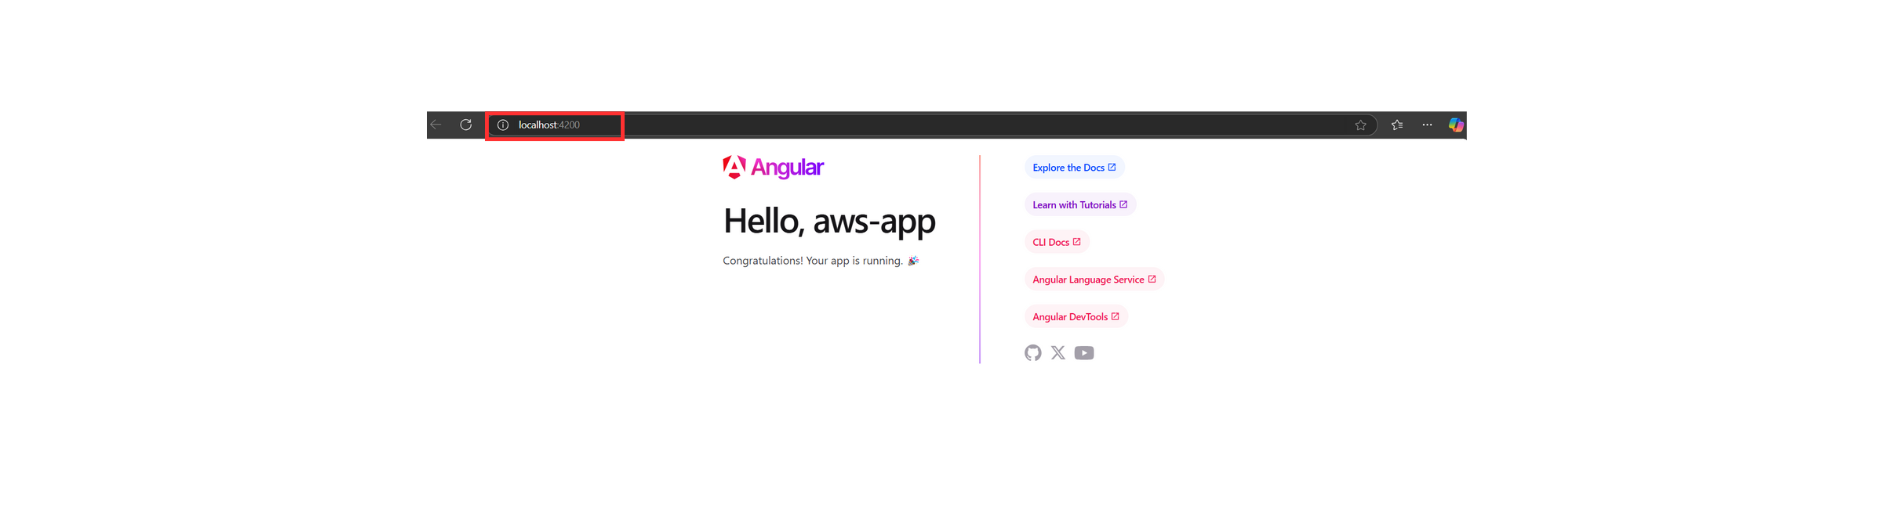 localhost:4200
Angular
Hello, aws-app
Congratulations! Your app is running. 🎉
Explore the Docs
Learn with Tutorials
CLI Docs
Angular Language Service
Angular DevTools